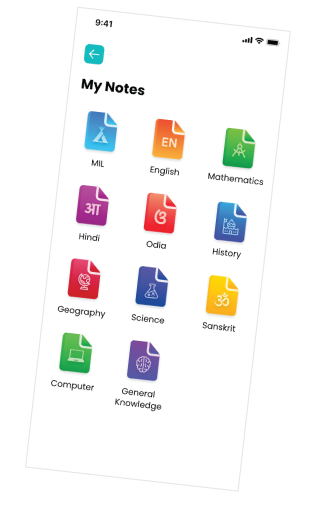 9:41
My Notes
EN
MIL
English
Mathematics
आ
ଓ
Hindi
Odia
History
ॐ
Geography
Science
Sanskrit
Computer
General
Knowledge